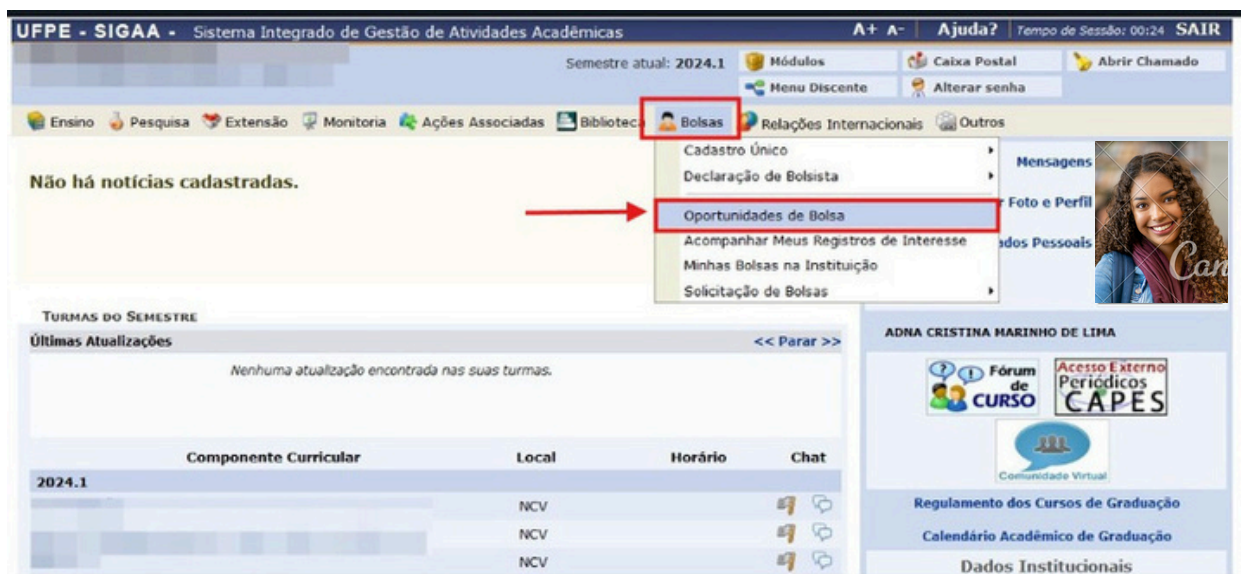 UFPE - SIGAA - Sistema Integrado de Gestão de Atividades Acadêmicas A+ A- Ajuda? Tempo de Sessão: 00:24 SAIR
Semestre atual: 2024.1 Módulos Caixa Postal Abrir Chamado
Menu Discente Alterar senha
Ensino Pesquisa Extensão Monitoria Ações Associadas Biblioteca Bolsas Relações Internacionais Outros
Não há notícias cadastradas.
Cadastro Único
Declaração de Bolsista
Oportunidades de Bolsa
Acompanhar Meus Registros de Interesse
Minhas Bolsas na Instituição
Solicitação de Bolsas
Mensagens
Foto e Perfil
ados Pessoais
Can
TURMAS DO SEMESTRE
Últimas Atualizações << Parar >>
Nenhuma atualização encontrada nas suas turmas.
Componente Curricular Local Horário Chat
2024.1
NCV
NCV
NCV
ADNA CRISTINA MARINHO DE LIMA
Fórum
de
CURSO
Acesso Externo
Periódicos
CAPES
Comunidade Virtual
Regulamento dos Cursos de Graduação
Calendário Acadêmico de Graduação
Dados Institucionais